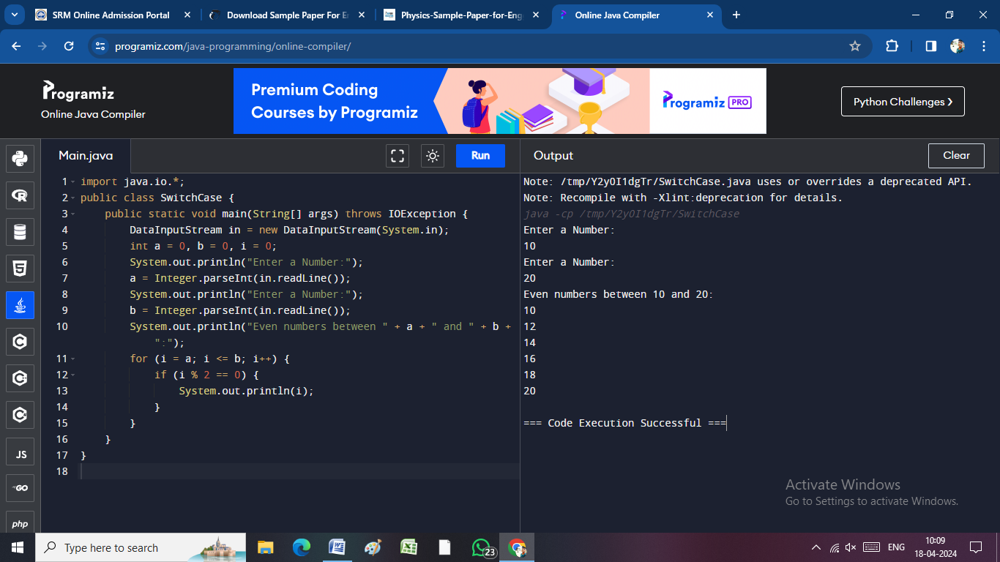 SRM Online Admission Portal
Download Sample Paper For E
Physics-Sample-Paper-for-Eng
Online Java Compiler
programiz.com/java-programming/online-compiler/
Programiz
Online Java Compiler
Premium Coding
Courses by Programiz
Programiz PRO
Python Challenges ❯
Main.java
Run
Output
Clear
1 import java.io.*;
2 public class SwitchCase {
3     public static void main(String[] args) throws IOException {
4         DataInputStream in = new DataInputStream(System.in);
5         int a = 0, b = 0, i = 0;
6         System.out.println("Enter a Number:");
7         a = Integer.parseInt(in.readLine());
8         System.out.println("Enter a Number:");
9         b = Integer.parseInt(in.readLine());
10         System.out.println("Even numbers between " + a + " and " + b +
            ":");
11         for (i = a; i <= b; i++) {
12             if (i % 2 == 0) {
13                 System.out.println(i);
14             }
15         }
16     }
17 }
18
Note: /tmp/Y2y0I1dgTr/SwitchCase.java uses or overrides a deprecated API.
Note: Recompile with -Xlint:deprecation for details.
java -cp /tmp/Y2y0I1dgTr/SwitchCase
Enter a Number:
10
Enter a Number:
20
Even numbers between 10 and 20:
10
12
14
16
18
20
=== Code Execution Successful ===
JS
GO
php
Activate Windows
Go to Settings to activate Windows.
Type here to search
23
ENG
10:09
18-04-2024